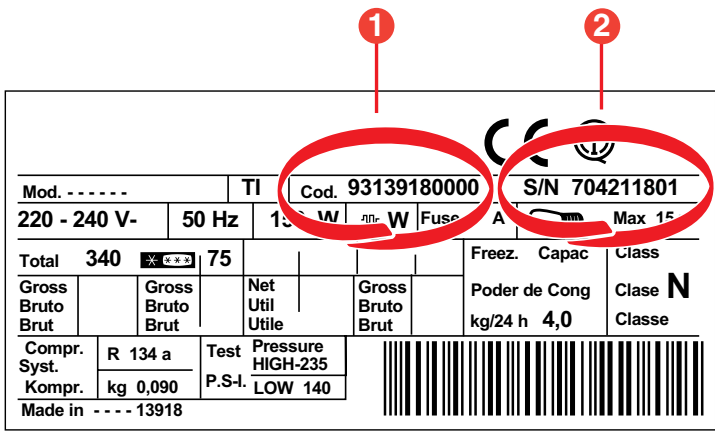 1 2
CE
Mod. - - - - - - TI Cod. 93139180000 S/N 704211801
220 - 240 V- 50 Hz W W Fuse A Max 15
Total 340 75 Freez. Capac Class
Gross Gross Net Gross Poder de Cong Clase N
Bruto Bruto Util Bruto
Brut Brut Utile Brut kg/24 h 4,0 Classe
Compr. R 134 a Test Pressure
Syst. HIGH-235
Kompr. kg 0,090 P.S-I. LOW 140
Made in - - - - 13918